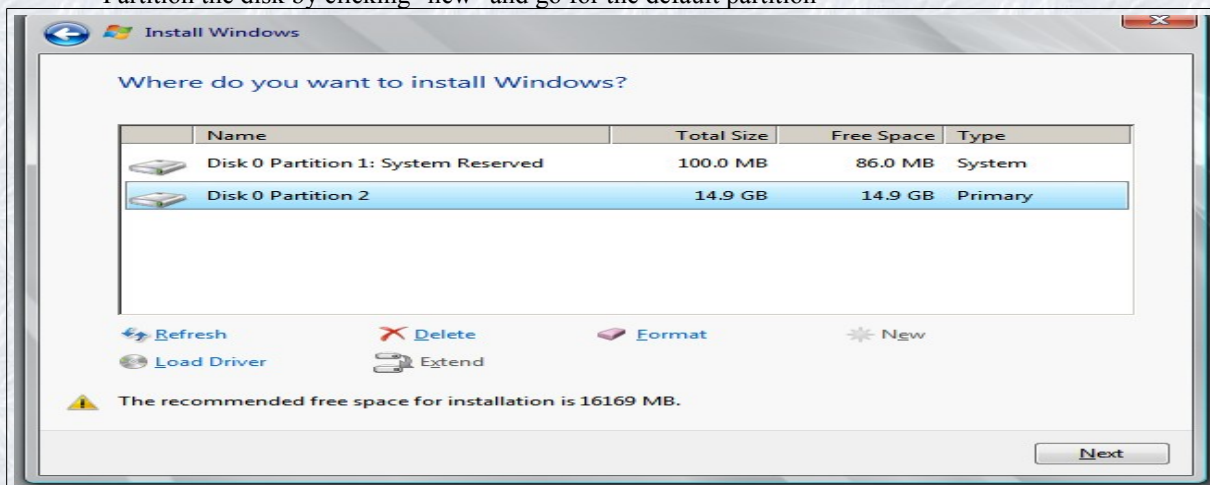 Partition the disk by clicking "new" and go for the default partition
Install Windows
Where do you want to install Windows?
Name Total Size Free Space Type
Disk 0 Partition 1: System Reserved 100.0 MB 86.0 MB System
Disk 0 Partition 2 14.9 GB 14.9 GB Primary
Refresh Delete Format New
Load Driver Extend
The recommended free space for installation is 16169 MB.
Next